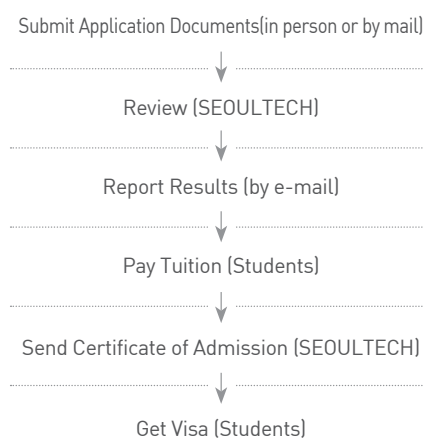 Submit Application Documents(in person or by mail)
Review (SEOULTECH)
Report Results (by e-mail)
Pay Tuition (Students)
Send Certificate of Admission (SEOULTECH)
Get Visa (Students)